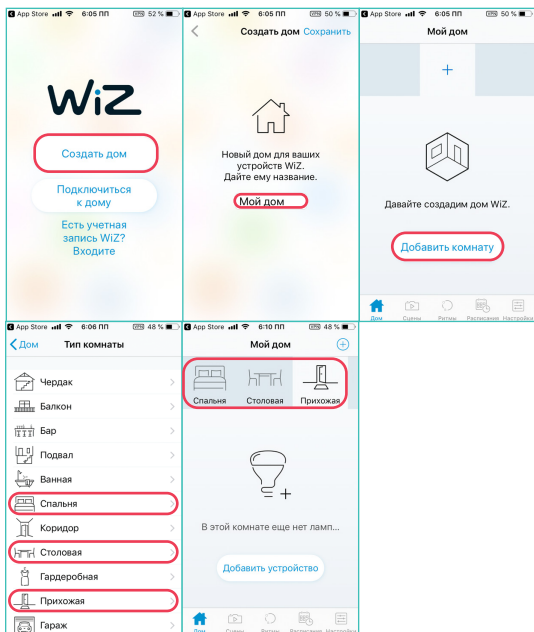 App Store 6:05 ПП VPN 52 %
WiZ
Создать дом
Подключиться
к дому
Есть учетная
запись WiZ?
Входите
App Store 6:05 ПП VPN 50 %
Создать дом Сохранить
Новый дом для ваших
устройств WiZ.
Дайте ему название.
Мой дом
App Store 6:05 ПП VPN 50 %
Мой дом
+
Давайте создадим дом WiZ.
Добавить комнату
Дом Сцены Ритмы Расписание Настройки
App Store 6:06 ПП VPN 48 %
Дом Тип комнаты
Чердак
Балкон
Бар
Подвал
Ванная
Спальня
Коридор
Столовая
Гардеробная
Прихожая
Гараж
App Store 6:10 ПП VPN 48 %
Мой дом
Спальня Столовая Прихожая
В этой комнате еще нет ламп...
Добавить устройство
Дом Сцены Ритмы Расписание Настройки